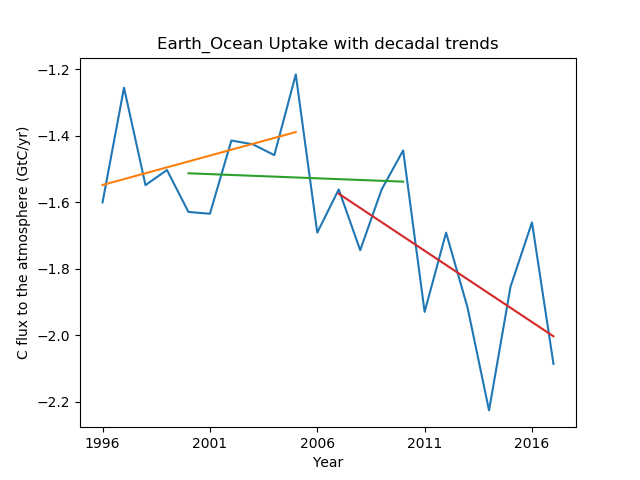 Earth_Ocean Uptake with decadal trends
C flux to the atmosphere (GtC/yr)
−1.2
−1.4
−1.6
−1.8
−2.0
−2.2
1996 2001 2006 2011 2016
Year